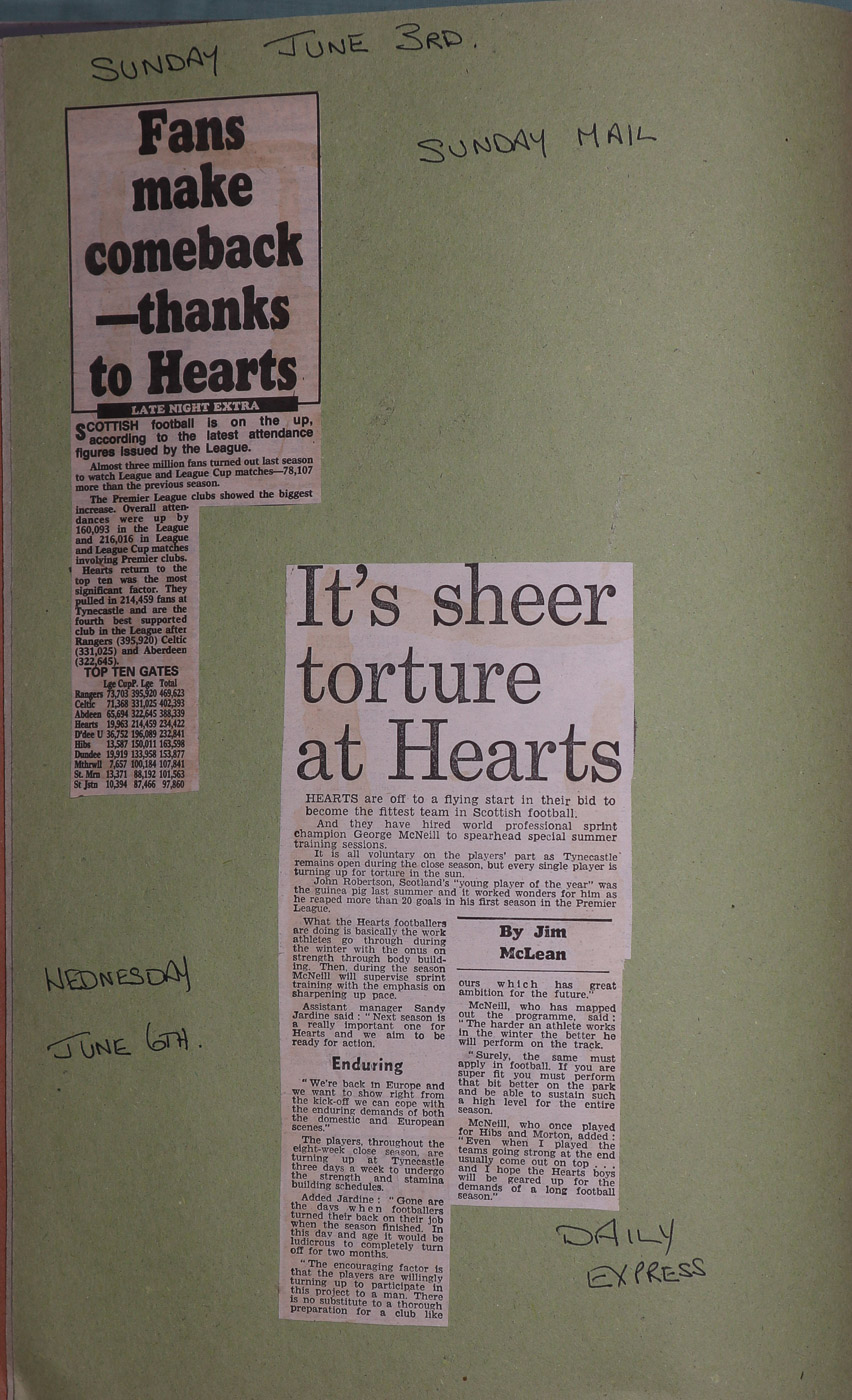 SUNDAY JUNE 3RD.
SUNDAY MAIL
Fans
make
comeback
—thanks
to Hearts
LATE NIGHT EXTRA
SCOTTISH football is on the up,
according to the latest attendance
figures issued by the League.
Almost three million fans turned out last season
to watch League and League Cup matches—78,107
more than the previous season.
The Premier League clubs showed the biggest
increase. Overall atten-
dances were up by
160,093 in the League
and 216,016 in League
and League Cup matches
involving Premier clubs.
Hearts return to the
top ten was the most
significant factor. They
pulled in 214,459 fans at
Tynecastle and are the
fourth best supported
club in the League after
Rangers (395,920) Celtic
(331,025) and Aberdeen
(322,645).
TOP TEN GATES
Lge CupP. Lge Total
Rangers 73,703 395,920 469,623
Celtic 71,368 331,025 402,393
Abdeen 65,694 322,645 388,339
Hearts 19,963 214,459 234,422
D'dee U 36,752 196,089 232,841
Hibs 13,587 150,011 163,598
Dundee 19,919 133,958 153,877
Mthrwll 7,657 100,184 107,841
St. Mrn 13,371 88,192 101,563
St Jstn 10,394 87,466 97,860
WEDNESDAY
JUNE 6TH.
It's sheer
torture
at Hearts
HEARTS are off to a flying start in their bid to
become the fittest team in Scottish football.
And they have hired world professional sprint
champion George McNeill to spearhead special summer
training sessions.
It is all voluntary on the players' part as Tynecastle
remains open during the close season, but every single player is
turning up for torture in the sun.
John Robertson, Scotland's "young player of the year" was
the guinea pig last summer and it worked wonders for him as
he reaped more than 20 goals in his first season in the Premier
League.
What the Hearts footballers
are doing is basically the work
athletes go through during
the winter with the onus on
strength through body build-
ing. Then, during the season
McNeill will supervise sprint
training with the emphasis on
sharpening up pace.
Assistant manager Sandy
Jardine said : "Next season is
a really important one for
Hearts and we aim to be
ready for action.
Enduring
"We're back in Europe and
we want to show right from
the kick-off we can cope with
the enduring demands of both
the domestic and European
scenes."
The players, throughout the
eight-week close season, are
turning up at Tynecastle
three days a week to undergo
the strength and stamina
building schedules.
Added Jardine : "Gone are
the days when footballers
turned their back on their job
when the season finished. In
this day and age it would be
ludicrous to completely turn
off for two months.
"The encouraging factor is
that the players are willingly
turning up to participate in
this project to a man. There
is no substitute to a thorough
preparation for a club like
By Jim
McLean
ours which has great
ambition for the future."
McNeill, who has mapped
out the programme, said :
"The harder an athlete works
in the winter the better he
will perform on the track.
"Surely, the same must
apply in football. If you are
super fit you must perform
that bit better on the park
and be able to sustain such
a high level for the entire
season.
McNeill, who once played
for Hibs and Morton, added :
"Even when I played the
teams going strong at the end
usually come out on top . . .
and I hope the Hearts boys
will be geared up for the
demands of a long football
season."
DAILY
EXPRESS